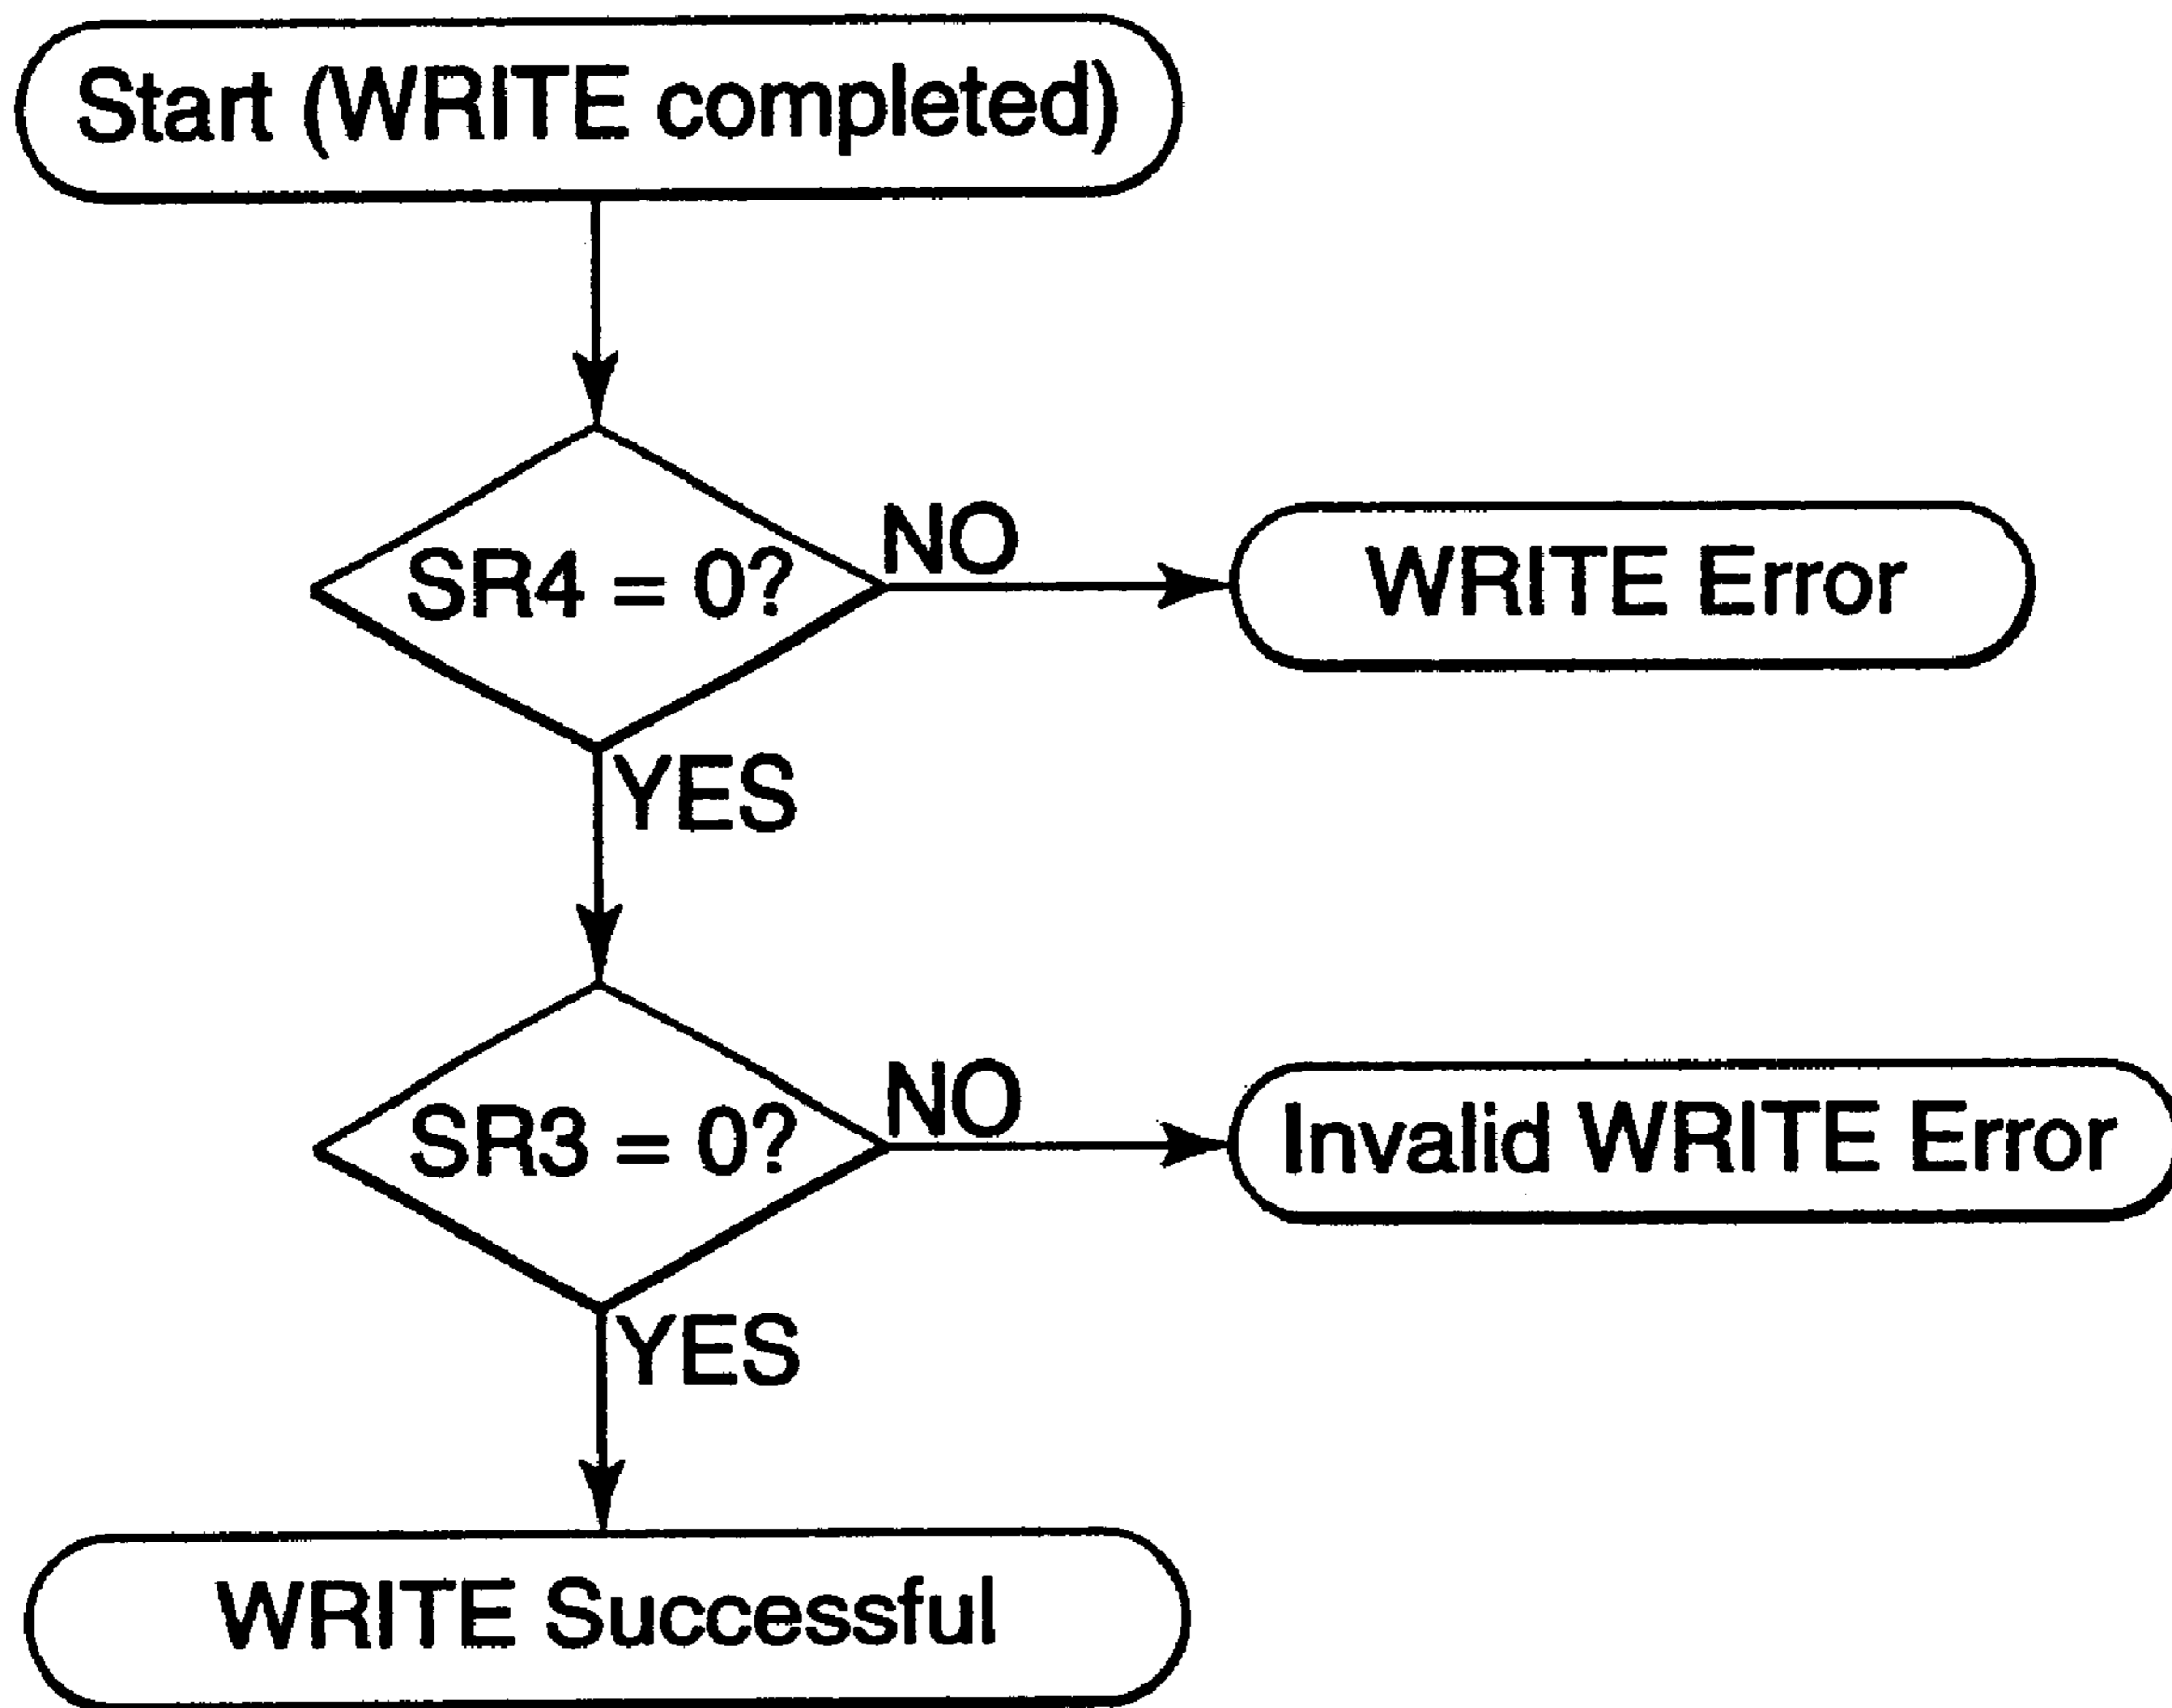 Start (WRITE completed)
SR4 = 0?
NO
WRITE Error
YES
SR3 = 0?
NO
Invalid WRITE Error
YES
WRITE Successful